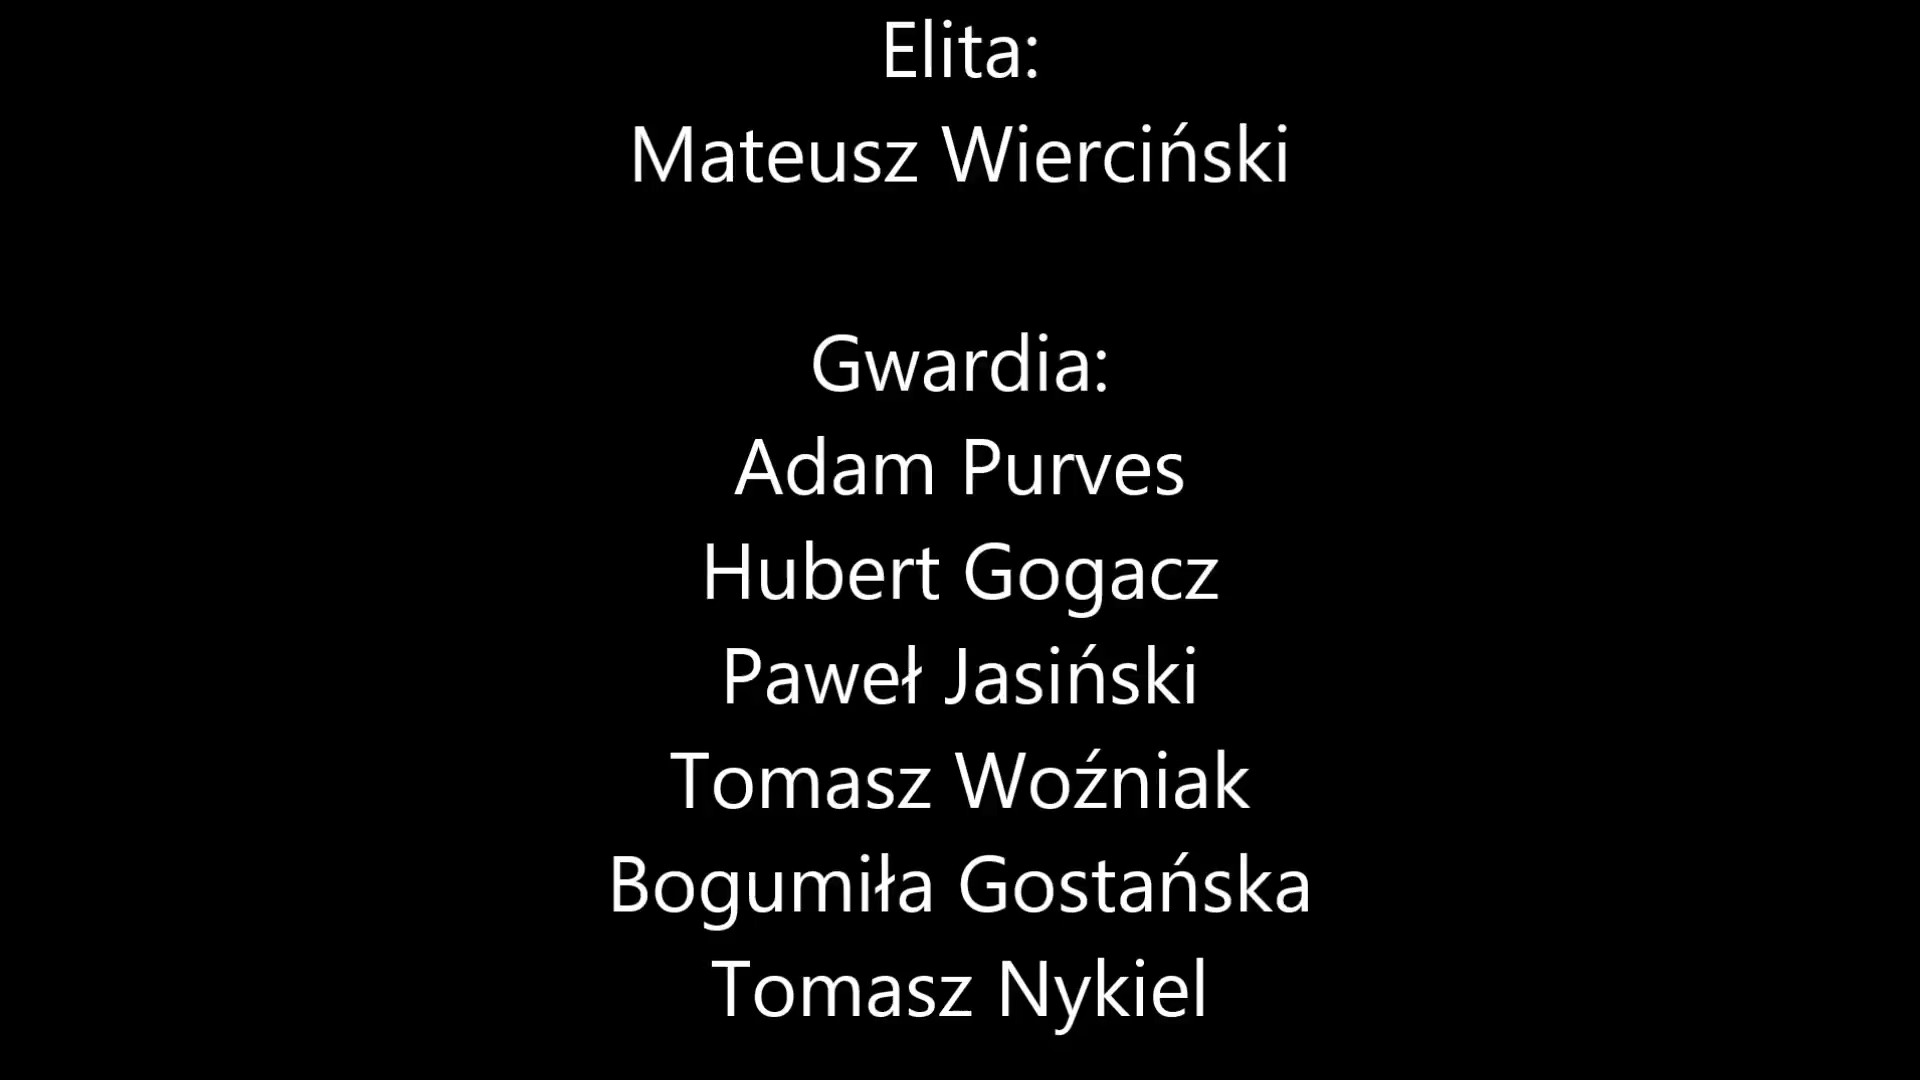 Elita:
Mateusz Wierciński
Gwardia:
Adam Purves
Hubert Gogacz
Paweł Jasiński
Tomasz Woźniak
Bogumiła Gostańska
Tomasz Nykiel